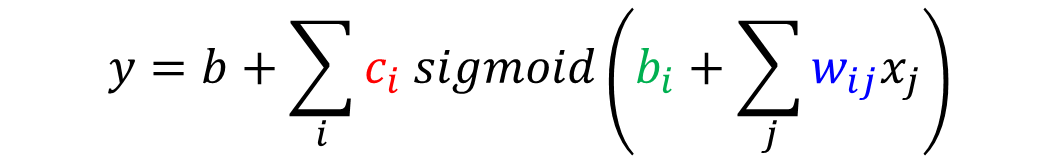 y = b + ∑_i c_i sigmoid ( b_i + ∑_j w_ij x_j )